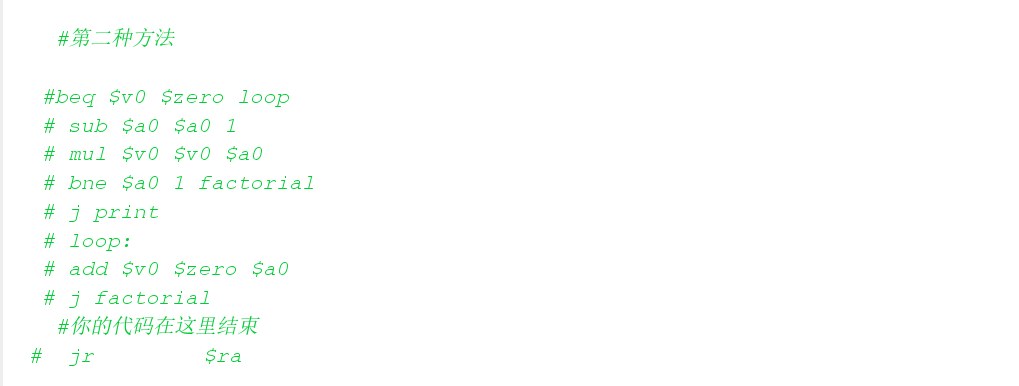 #第二种方法
#beq $v0 $zero loop
# sub $a0 $a0 1
# mul $v0 $v0 $a0
# bne $a0 1 factorial
# j print
# loop:
# add $v0 $zero $a0
# j factorial
#你的代码在这里结束
# jr $ra